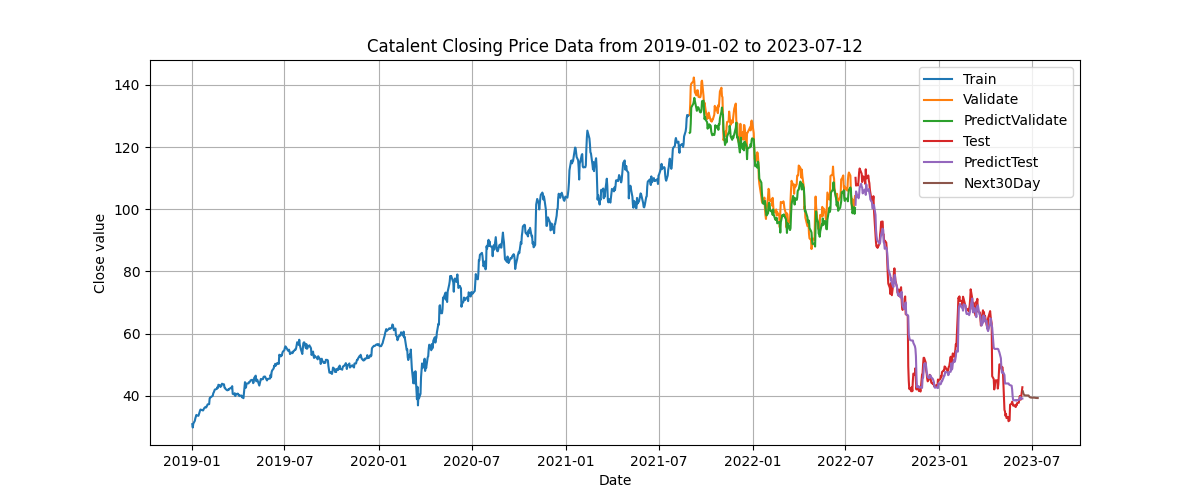 Catalent Closing Price Data from 2019-01-02 to 2023-07-12
Train
Validate
PredictValidate
Test
PredictTest
Next30Day
Close value
140
120
100
80
60
40
2019-01 2019-07 2020-01 2020-07 2021-01 2021-07 2022-01 2022-07 2023-01 2023-07
Date